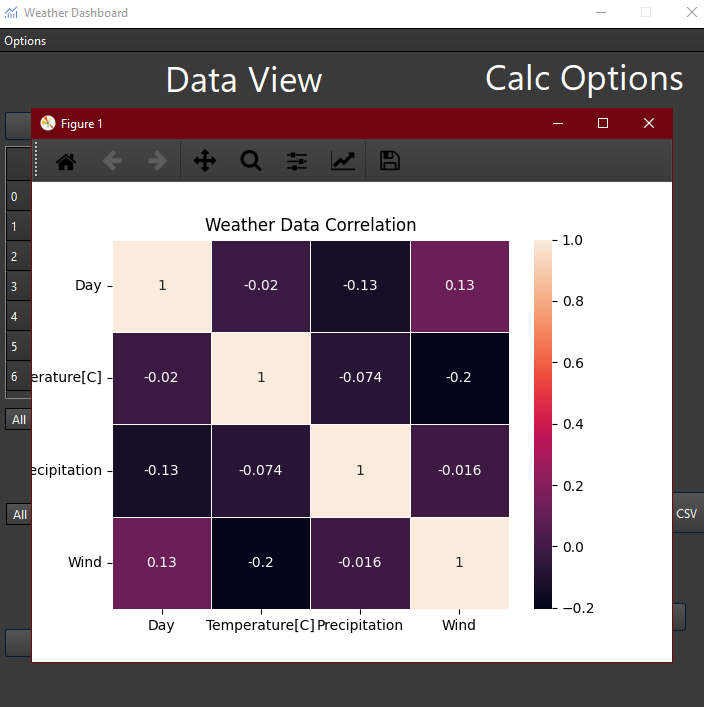 Weather Dashboard
Options
Data View
Calc Options
Figure 1
0
1
2
3
4
5
6
All
All
CSV
Weather Data Correlation
Day 1 -0.02 -0.13 0.13
erature[C] -0.02 1 -0.074 -0.2
ecipitation -0.13 -0.074 1 -0.016
Wind 0.13 -0.2 -0.016 1
Day Temperature[C] Precipitation Wind
1.0
0.8
0.6
0.4
0.2
0.0
−0.2